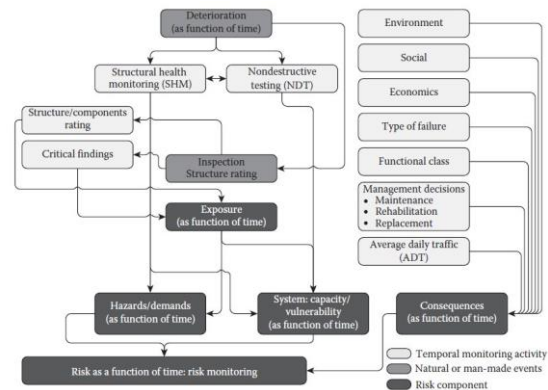 Deterioration
(as function of time)
Structural health
monitoring (SHM)
Nondestructive
testing (NDT)
Structure/components
rating
Critical findings
Inspection
Structure rating
Exposure
(as function of time)
Hazards/demands
(as function of time)
System: capacity/
vulnerability
(as function of time)
Risk as a function of time: risk monitoring
Environment
Social
Economics
Type of failure
Functional class
Management decisions
• Maintenance
• Rehabilitation
• Replacement
Average daily traffic
(ADT)
Consequences
(as function of time)
Temporal monitoring activity
Natural or man-made events
Risk component